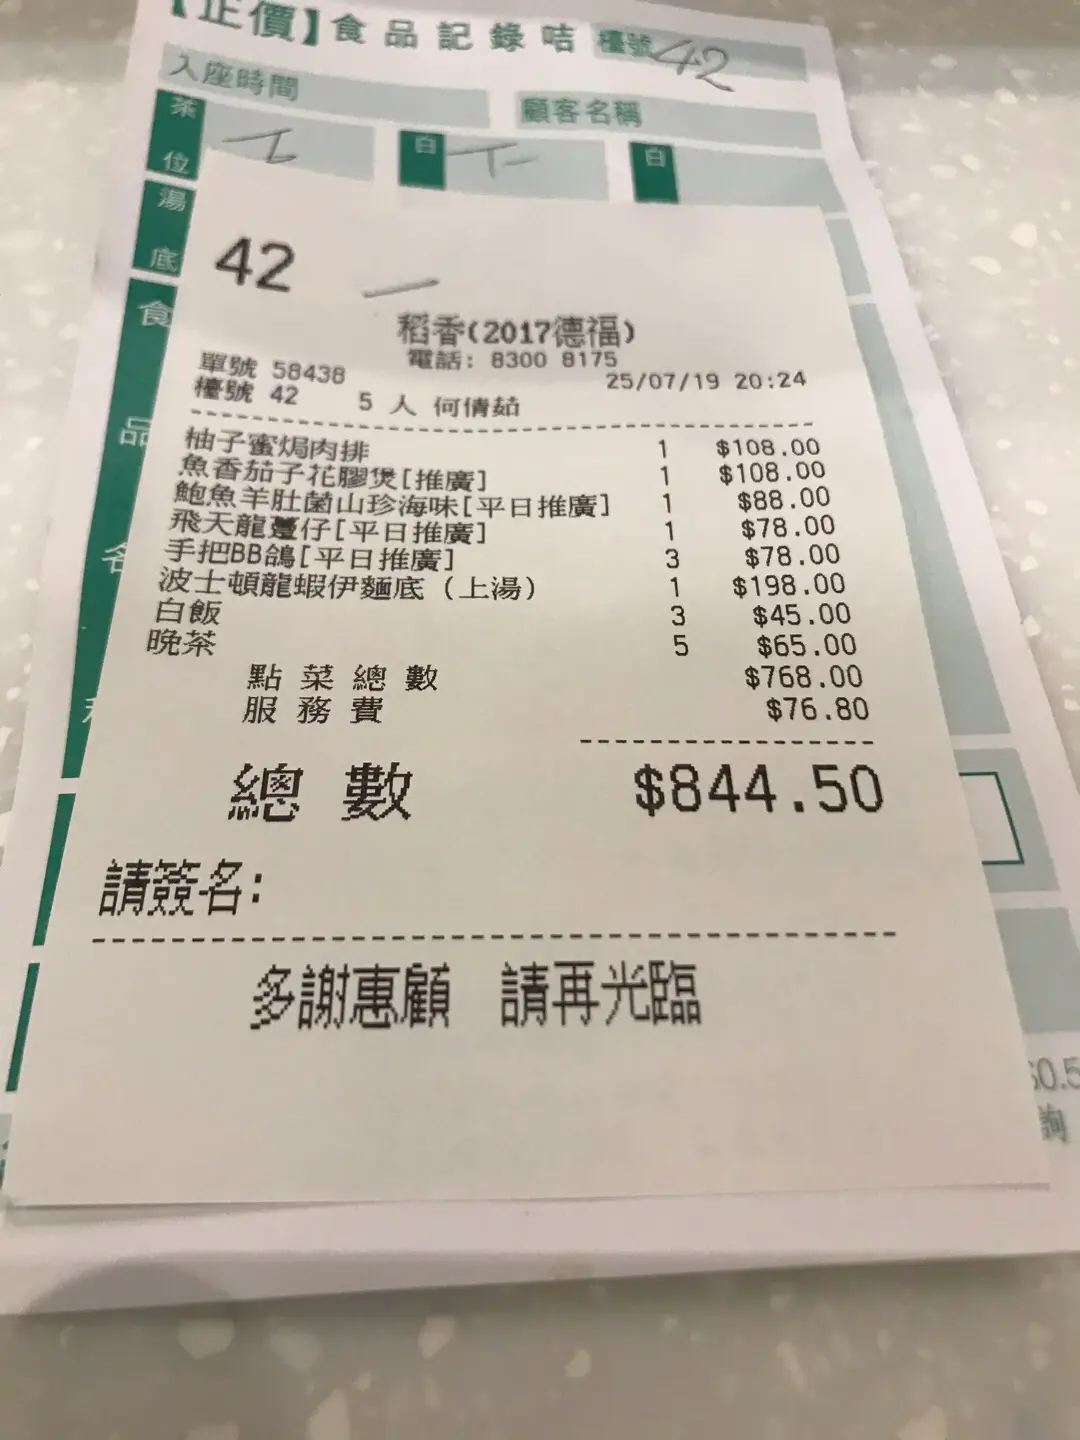 【正價】食品記錄咭 檯號 42
入座時間
顧客名稱
茶位
白
白
湯底
食品名
42
稻香(2017德福)
電話: 8300 8175
單號 58438 25/07/19 20:24
檯號 42 5 人 何倩茹
柚子蜜焗肉排 1 $108.00
魚香茄子花膠煲[推廣] 1 $108.00
鮑魚羊肚菌山珍海味[平日推廣] 1 $88.00
飛天龍躉仔[平日推廣] 1 $78.00
手把BB鴿[平日推廣] 3 $78.00
波士頓龍蝦伊麵底 (上湯) 1 $198.00
白飯 3 $45.00
晚茶 5 $65.00
點菜總數 $768.00
服務費 $76.80
總數 $844.50
請簽名:
多謝惠顧 請再光臨
$0.5
詢